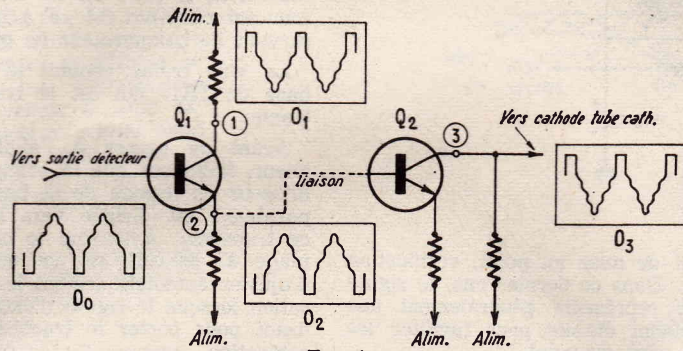 Alim.
O1
Q1
1
Q2
3
Vers cathode tube cath.
Vers sortie détecteur
liaison
2
O0
O2
O3
Alim.
Alim.
Alim.